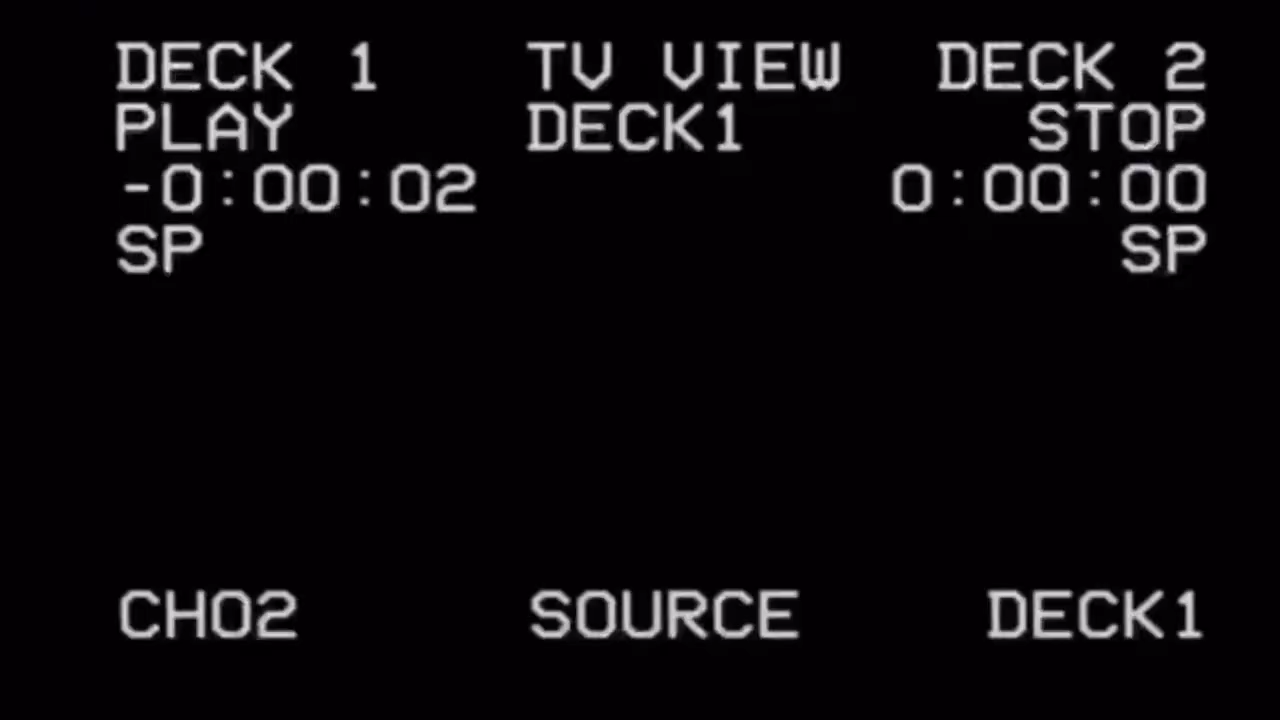 DECK 1 TV VIEW DECK 2
PLAY DECK1 STOP
-0:00:02 0:00:00
SP SP
CH02 SOURCE DECK1